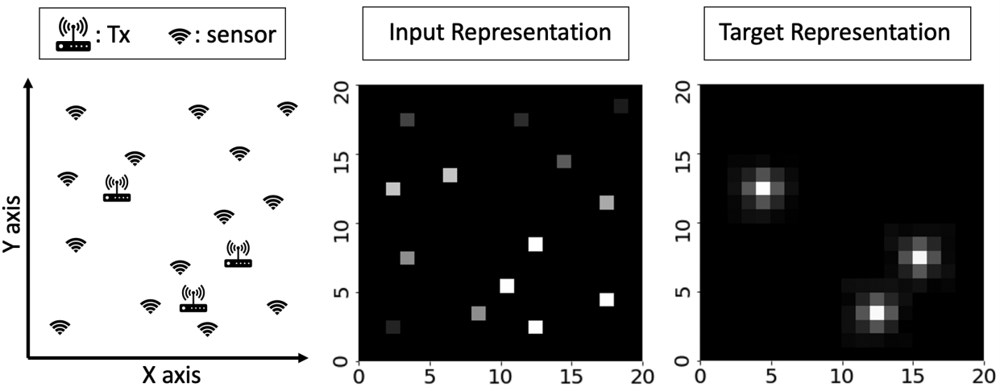 : Tx
: sensor
Input Representation
Target Representation
Y axis
X axis
20
15
10
5
0
0 5 10 15 20
20
15
10
5
0
0 5 10 15 20